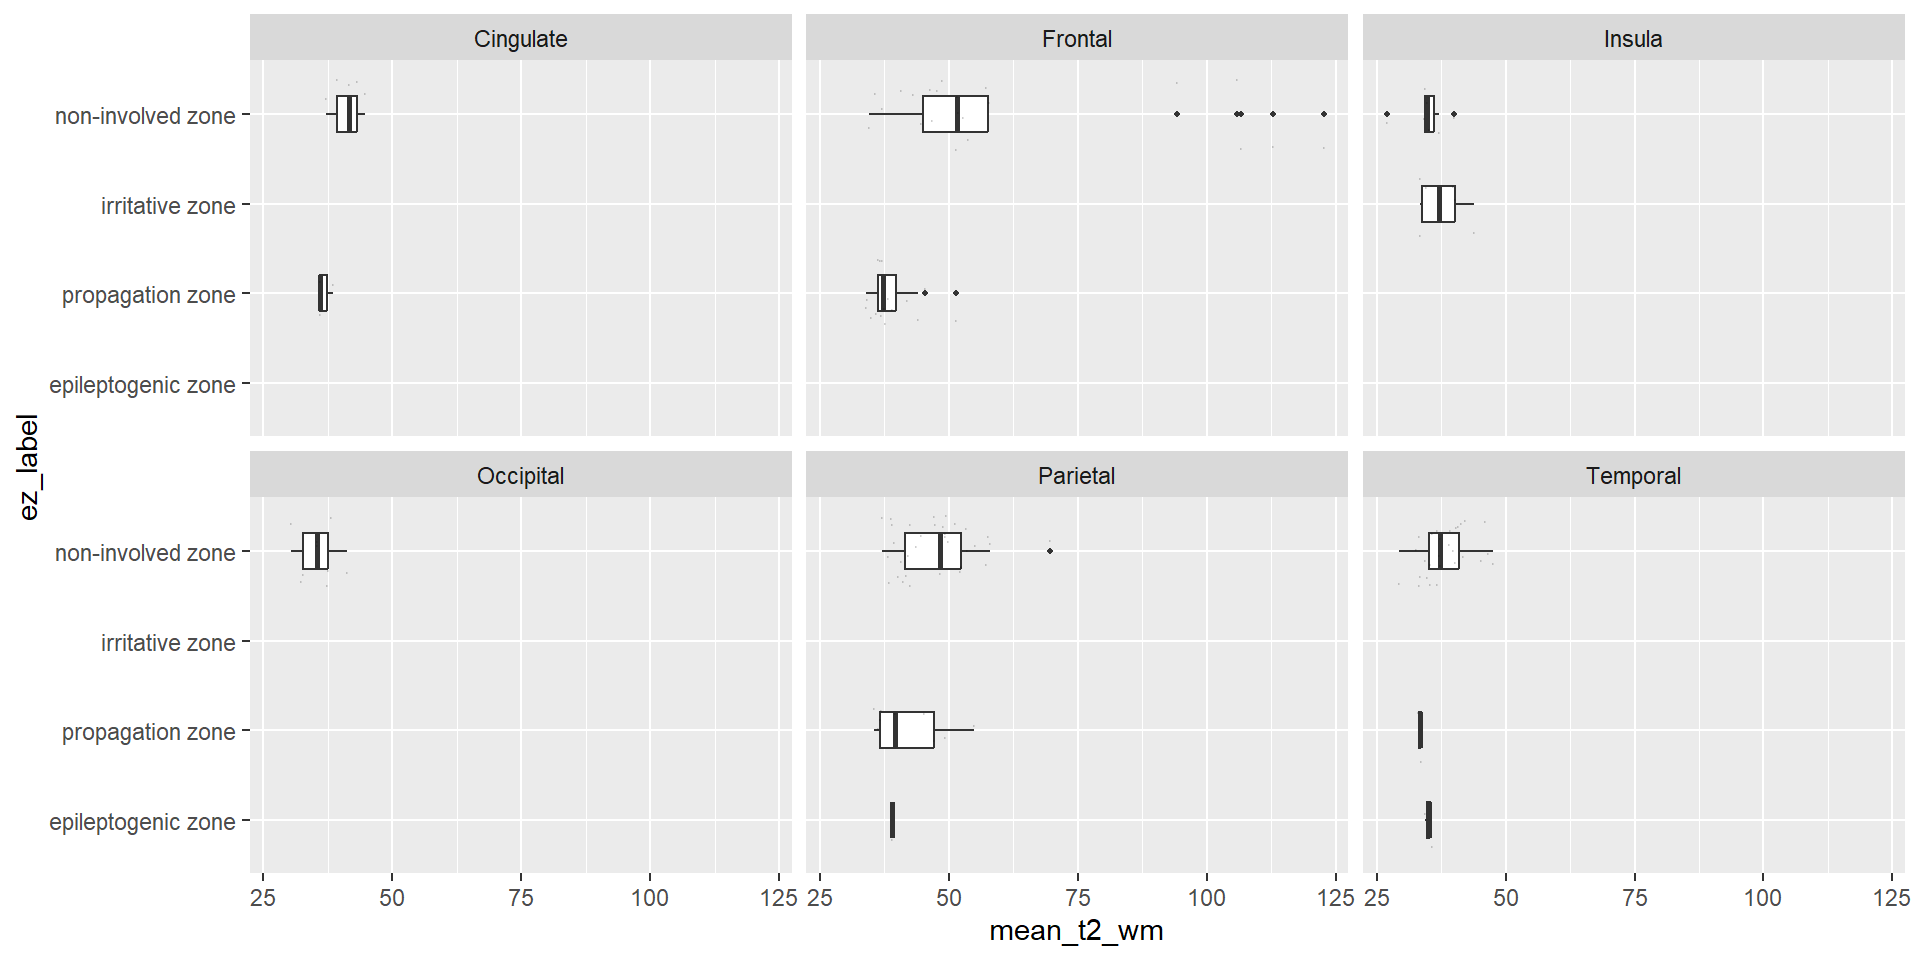 Cingulate Frontal Insula
non-involved zone
irritative zone
propagation zone
epileptogenic zone
ez_label
Occipital Parietal Temporal
non-involved zone
irritative zone
propagation zone
epileptogenic zone
25 50 75 100 125 25 50 75 100 125 25 50 75 100 125
mean_t2_wm